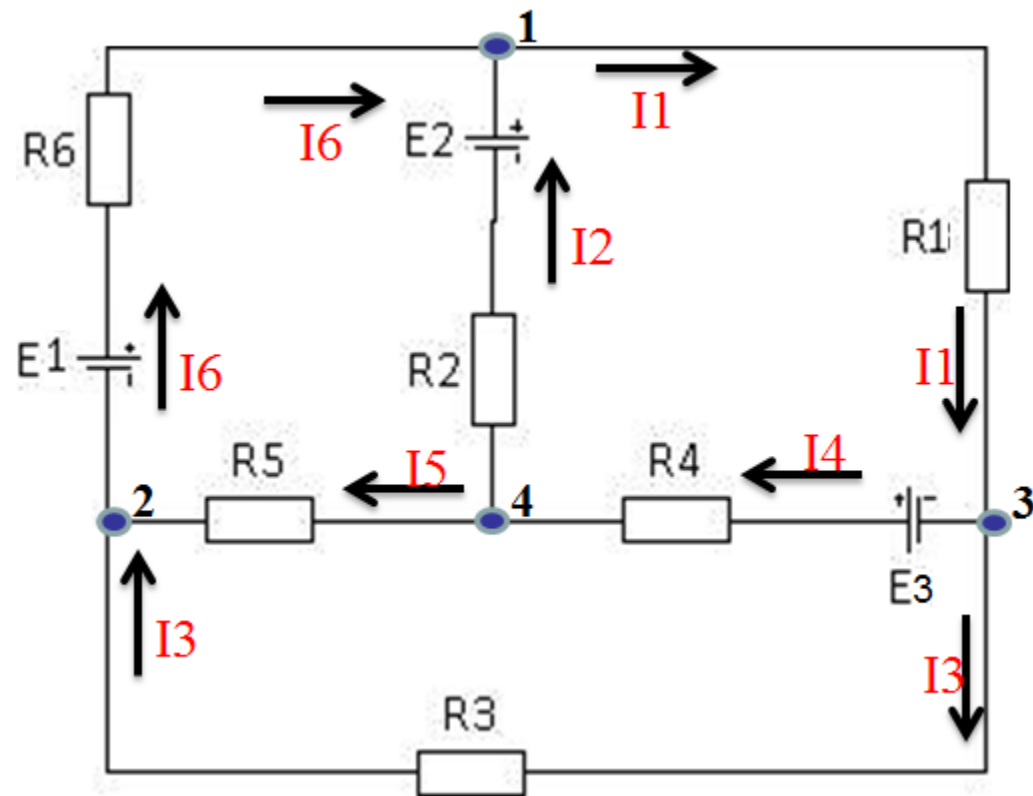 1
I6
E2
+
-
I1
R6
I2
R1
E1
+
-
I6
R2
I1
R5
I5
R4
I4
2
4
+ -
3
E3
I3
I3
R3